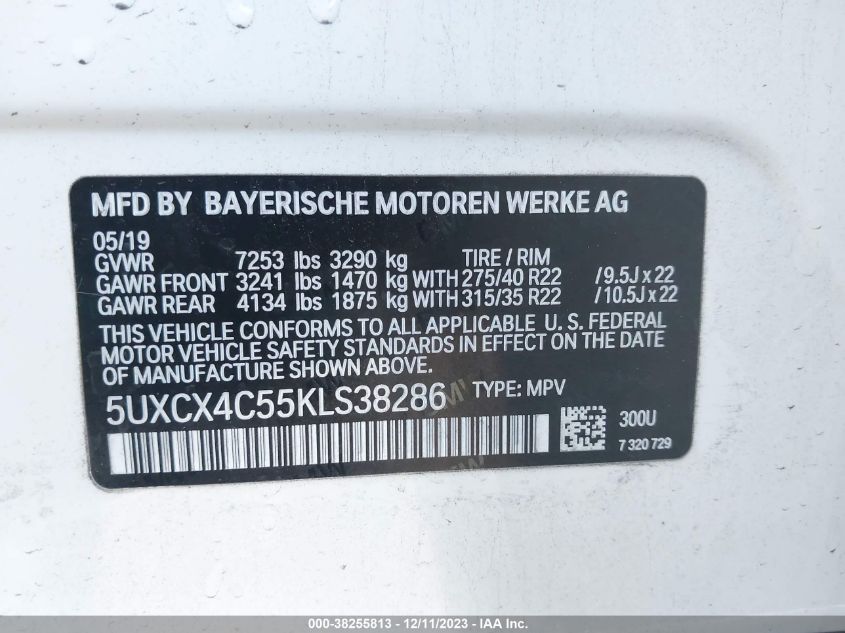 MFD BY BAYERISCHE MOTOREN WERKE AG
05/19
GVWR 7253 lbs 3290 kg TIRE / RIM
GAWR FRONT 3241 lbs 1470 kg WITH 275/40 R22 /9.5J x 22
GAWR REAR 4134 lbs 1875 kg WITH 315/35 R22 /10.5J x 22
THIS VEHICLE CONFORMS TO ALL APPLICABLE U. S. FEDERAL
MOTOR VEHICLE SAFETY STANDARDS IN EFFECT ON THE DATE
OF MANUFACTURE SHOWN ABOVE.
5UXCX4C55KLS38286 TYPE: MPV
300U
7 320 729
000-38255813 - 12/11/2023 - IAA Inc.